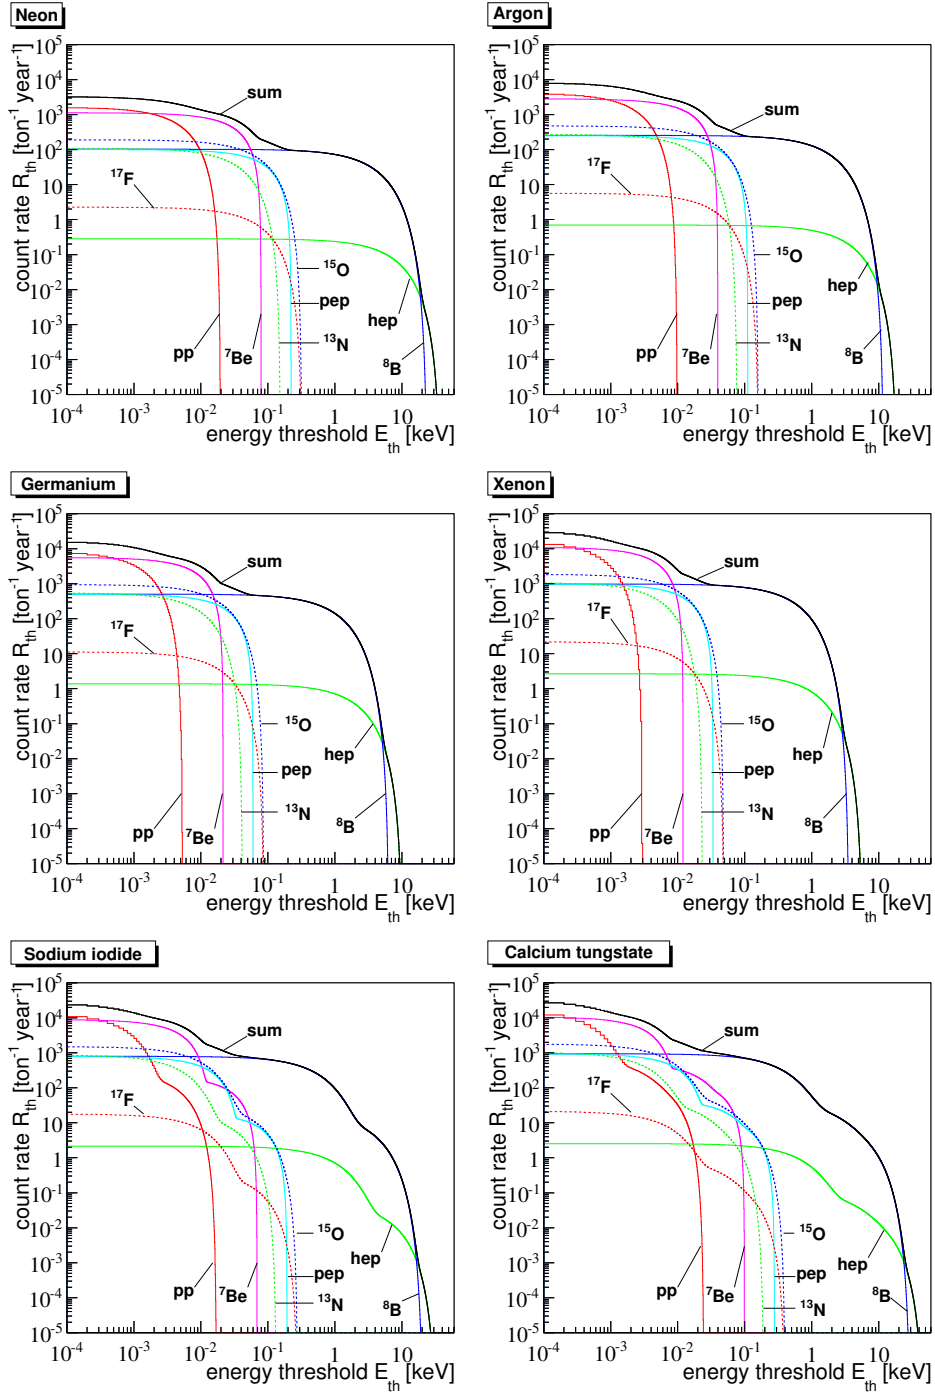 Neon
count rate R_th [ton^-1 year^-1]
10^5
10^4
10^3
10^2
10
1
10^-1
10^-2
10^-3
10^-4
10^-5
sum
^17F
^15O
pep
hep
pp
^7Be
^13N
^8B
10^-4 10^-3 10^-2 10^-1 1 10
energy threshold E_th [keV]
Argon
count rate R_th [ton^-1 year^-1]
10^5
10^4
10^3
10^2
10
1
10^-1
10^-2
10^-3
10^-4
10^-5
sum
^17F
^15O
pep
hep
pp
^7Be
^13N
^8B
10^-4 10^-3 10^-2 10^-1 1 10
energy threshold E_th [keV]
Germanium
count rate R_th [ton^-1 year^-1]
10^5
10^4
10^3
10^2
10
1
10^-1
10^-2
10^-3
10^-4
10^-5
sum
^17F
^15O
hep
pep
^13N
pp
^7Be
^8B
10^-4 10^-3 10^-2 10^-1 1 10
energy threshold E_th [keV]
Xenon
count rate R_th [ton^-1 year^-1]
10^5
10^4
10^3
10^2
10
1
10^-1
10^-2
10^-3
10^-4
10^-5
sum
^17F
^15O
hep
pep
^13N
pp
^7Be
^8B
10^-4 10^-3 10^-2 10^-1 1 10
energy threshold E_th [keV]
Sodium iodide
count rate R_th [ton^-1 year^-1]
10^5
10^4
10^3
10^2
10
1
10^-1
10^-2
10^-3
10^-4
10^-5
sum
^17F
^15O
hep
pep
pp
^7Be
^13N
^8B
10^-4 10^-3 10^-2 10^-1 1 10
energy threshold E_th [keV]
Calcium tungstate
count rate R_th [ton^-1 year^-1]
10^5
10^4
10^3
10^2
10
1
10^-1
10^-2
10^-3
10^-4
10^-5
sum
^17F
^15O
hep
pep
pp
^7Be
^13N
^8B
10^-4 10^-3 10^-2 10^-1 1 10
energy threshold E_th [keV]